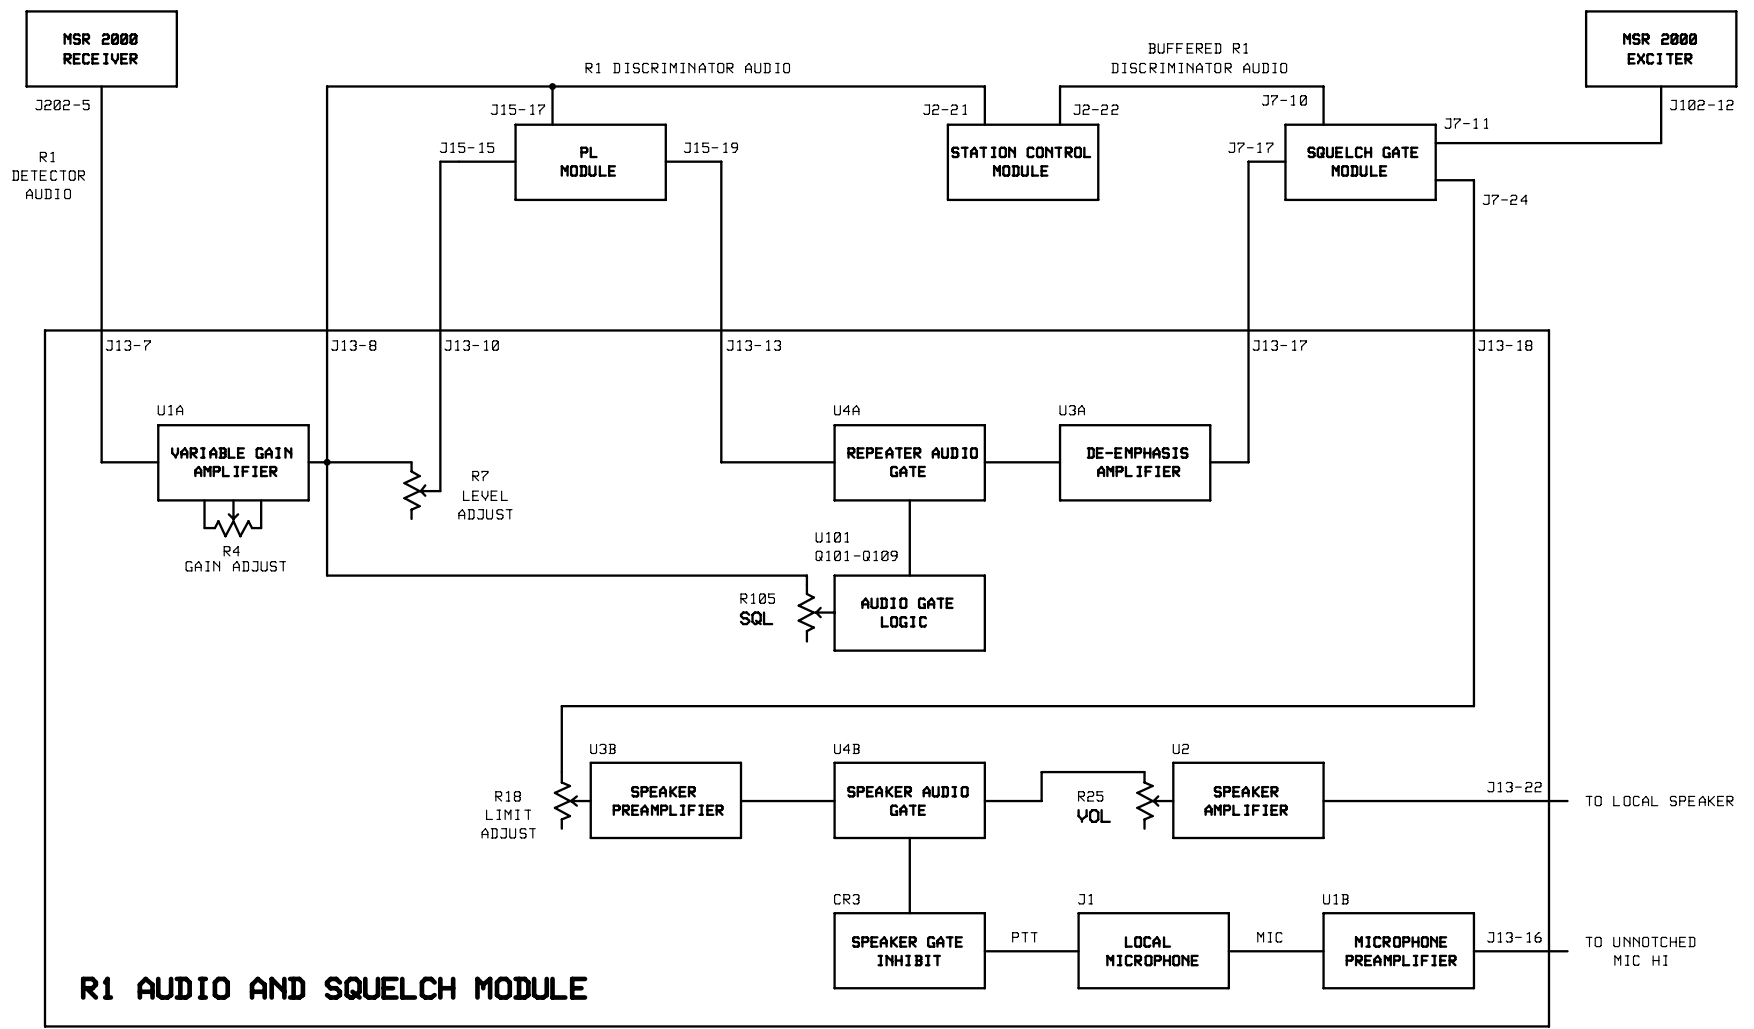 MSR 2000
RECEIVER
J202-5
R1
DETECTOR
AUDIO
R1 DISCRIMINATOR AUDIO
J15-17
J15-15
PL
MODULE
J15-19
J2-21
STATION CONTROL
MODULE
J2-22
BUFFERED R1
DISCRIMINATOR AUDIO
J7-10
J7-17
SQUELCH GATE
MODULE
J7-11
J7-24
MSR 2000
EXCITER
J102-12
J13-7
J13-8
J13-10
J13-13
J13-17
J13-18
U1A
VARIABLE GAIN
AMPLIFIER
R4
GAIN ADJUST
R7
LEVEL
ADJUST
U4A
REPEATER AUDIO
GATE
U3A
DE-EMPHASIS
AMPLIFIER
U101
Q101-Q109
R105
SQL
AUDIO GATE
LOGIC
R18
LIMIT
ADJUST
U3B
SPEAKER
PREAMPLIFIER
U4B
SPEAKER AUDIO
GATE
R25
VOL
U2
SPEAKER
AMPLIFIER
J13-22
TO LOCAL SPEAKER
CR3
SPEAKER GATE
INHIBIT
PTT
J1
LOCAL
MICROPHONE
MIC
U1B
MICROPHONE
PREAMPLIFIER
J13-16
TO UNNOTCHED
MIC HI
R1 AUDIO AND SQUELCH MODULE